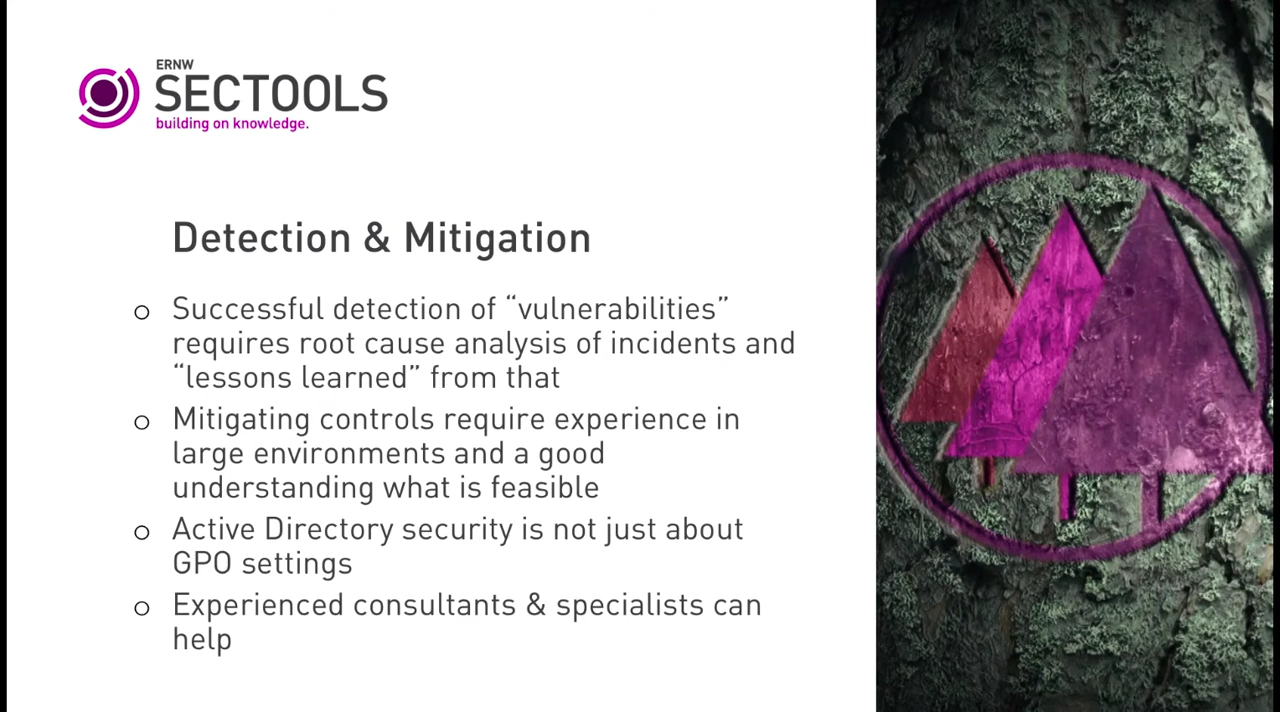 ERNW
SECTOOLS
building on knowledge.
Detection & Mitigation
o Successful detection of “vulnerabilities”
requires root cause analysis of incidents and
“lessons learned” from that
o Mitigating controls require experience in
large environments and a good
understanding what is feasible
o Active Directory security is not just about
GPO settings
o Experienced consultants & specialists can
help